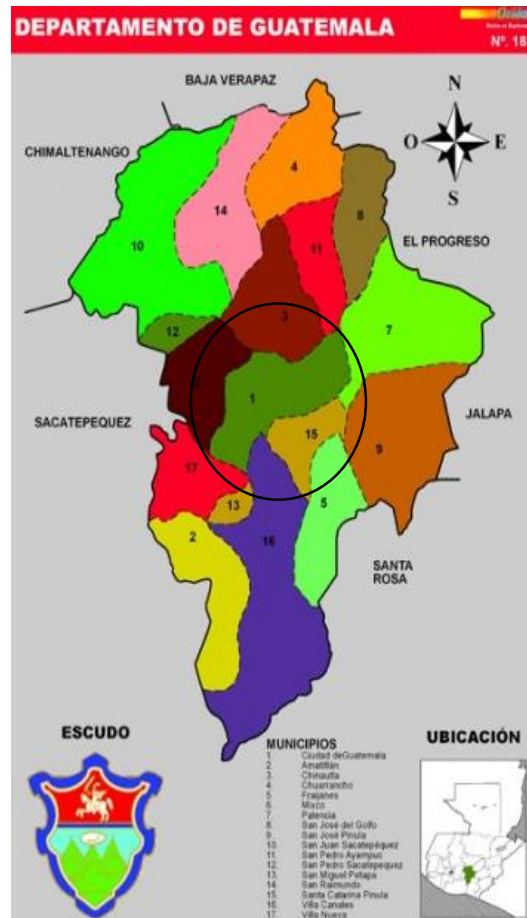 DEPARTAMENTO DE GUATEMALA
Nº. 18
BAJA VERAPAZ
N
CHIMALTENANGO
O
E
S
4
14
8
11
EL PROGRESO
10
3
12
7
1
SACATEPEQUEZ
JALAPA
15
9
17
13
5
2
16
SANTA
ROSA
ESCUDO
UBICACIÓN
MUNICIPIOS
1. Ciudad deGuatemala
2. Amatitlán
3. Chinautla
4. Chuarrancho
5. Fraijanes
6. Mixco
7. Palencia
8. San José del Golfo
9. San José Pinula
10. San Juan Sacatepéquez
11. San Pedro Ayampuo
12. San Pedro Sacatepequez
13. San Miguel Petapa
14. San Raimundo
15. Santa Catarina Pinula
16. Villa Canales
17. Villa Nueva